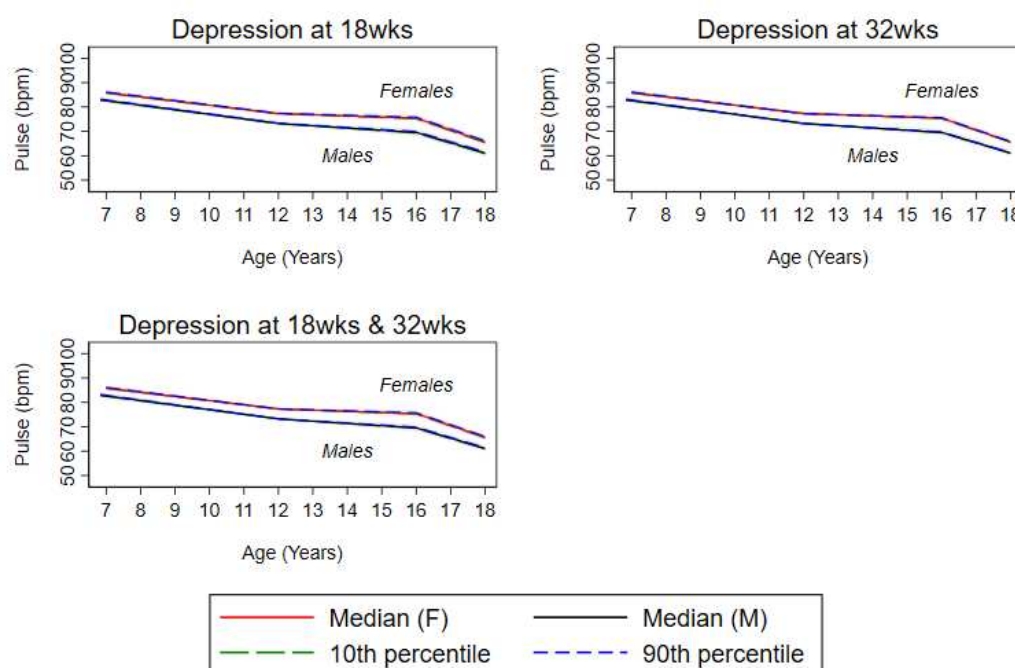 Depression at 18wks
Pulse (bpm)
50 60 70 80 90 100
Females
Males
7 8 9 10 11 12 13 14 15 16 17 18
Age (Years)
Depression at 32wks
Pulse (bpm)
50 60 70 80 90 100
Females
Males
7 8 9 10 11 12 13 14 15 16 17 18
Age (Years)
Depression at 18wks & 32wks
Pulse (bpm)
50 60 70 80 90 100
Females
Males
7 8 9 10 11 12 13 14 15 16 17 18
Age (Years)
Median (F) Median (M)
10th percentile 90th percentile